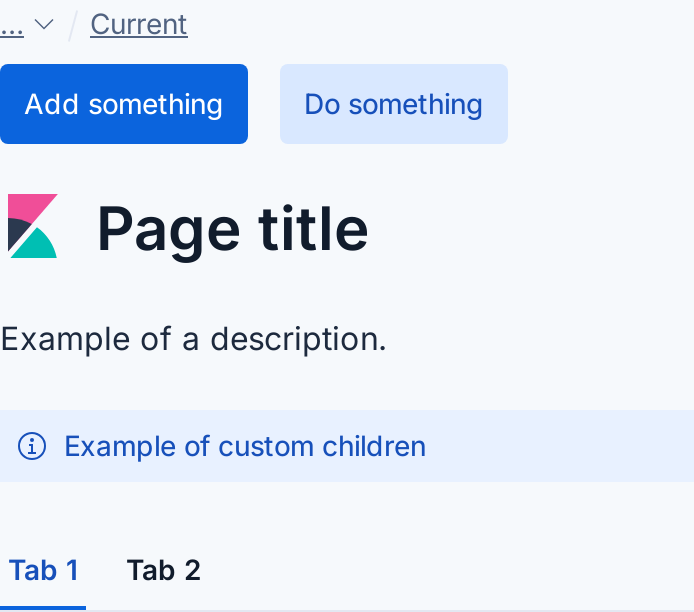 ... / Current
Add something Do something
Page title
Example of a description.
Example of custom children
Tab 1 Tab 2